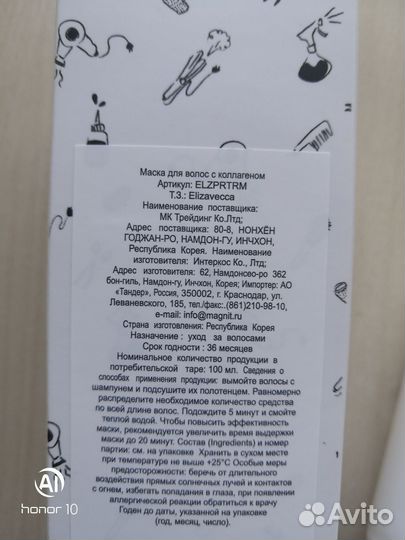 Маска для волос с коллагеном
Артикул: ELZPRTRM
Т.З.: Elizavecca
Наименование поставщика:
МК Трейдинг Ко.Лтд;
Адрес поставщика: 80-8, НОНХЁН
ГОДЖАН-РО, НАМДОН-ГУ, ИНЧХОН,
Республика Корея. Наименование
изготовителя: Интеркос Ко., Лтд;
Адрес изготовителя: 62, Намдонсео-ро 362
бон-гиль, Намдон-гу, Инчхон, Корея; Импортер: АО
«Тандер», Россия, 350002, г. Краснодар, ул.
Леваневского, 185, тел./факс:(861)210-98-10,
e-mail: info@magnit.ru
Страна изготовления: Республика Корея
Назначение: уход за волосами
Срок годности: 36 месяцев
Номинальное количество продукции в
потребительской таре: 100 мл. Сведения о
способах применения продукции: вымойте волосы с
шампунем и подсушите их полотенцем. Равномерно
распределите необходимое количество средства
по всей длине волос. Подождите 5 минут и смойте
теплой водой. Чтобы повысить эффективность
маски, рекомендуется увеличить время выдержки
маски до 20 минут. Состав (Ingredients) и номер
партии: см. на упаковке Хранить в сухом месте
при температуре не выше +25°С Особые меры
предосторожности: беречь от длительного
воздействия прямых солнечных лучей и контактов
с огнем, избегать попадания в глаза, при появлении
аллергической реакции обратиться к врачу
Годен до даты, указанной на упаковке
(год, месяц, число).
AI
honor 10
Avito